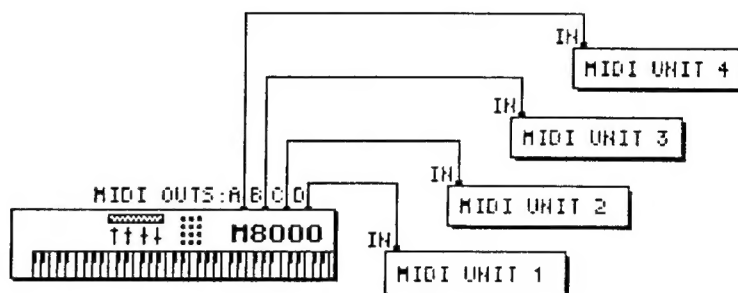 IN
MIDI UNIT 4
IN
MIDI UNIT 3
MIDI OUTS:A B C D
IN
MIDI UNIT 2
M8000
IN
MIDI UNIT 1